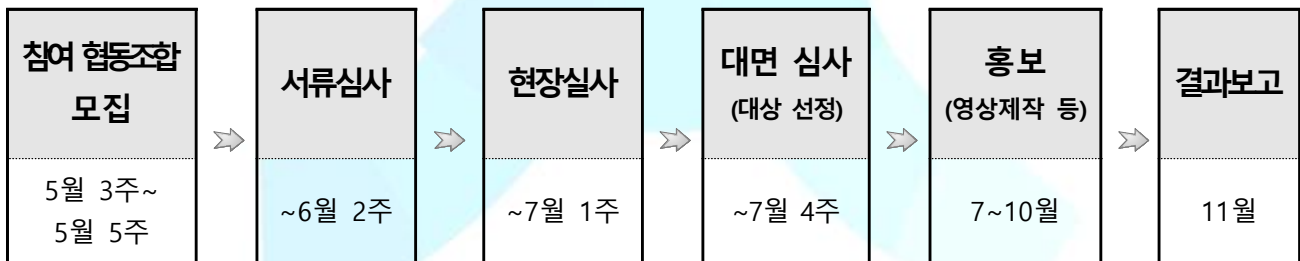 참여 협동조합
모집
5월 3주~
5월 5주
서류심사
~6월 2주
현장실사
~7월 1주
대면 심사
(대상 선정)
~7월 4주
홍보
(영상제작 등)
7~10월
결과보고
11월